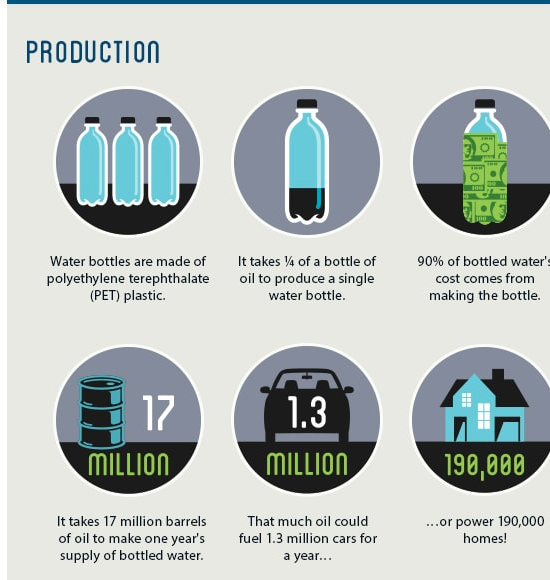 PRODUCTION
Water bottles are made of
polyethylene terephthalate
(PET) plastic.
It takes ¼ of a bottle of
oil to produce a single
water bottle.
90% of bottled water's
cost comes from
making the bottle.
17
MILLION
1.3
MILLION
190,000
It takes 17 million barrels
of oil to make one year's
supply of bottled water.
That much oil could
fuel 1.3 million cars for
a year...
...or power 190,000
homes!